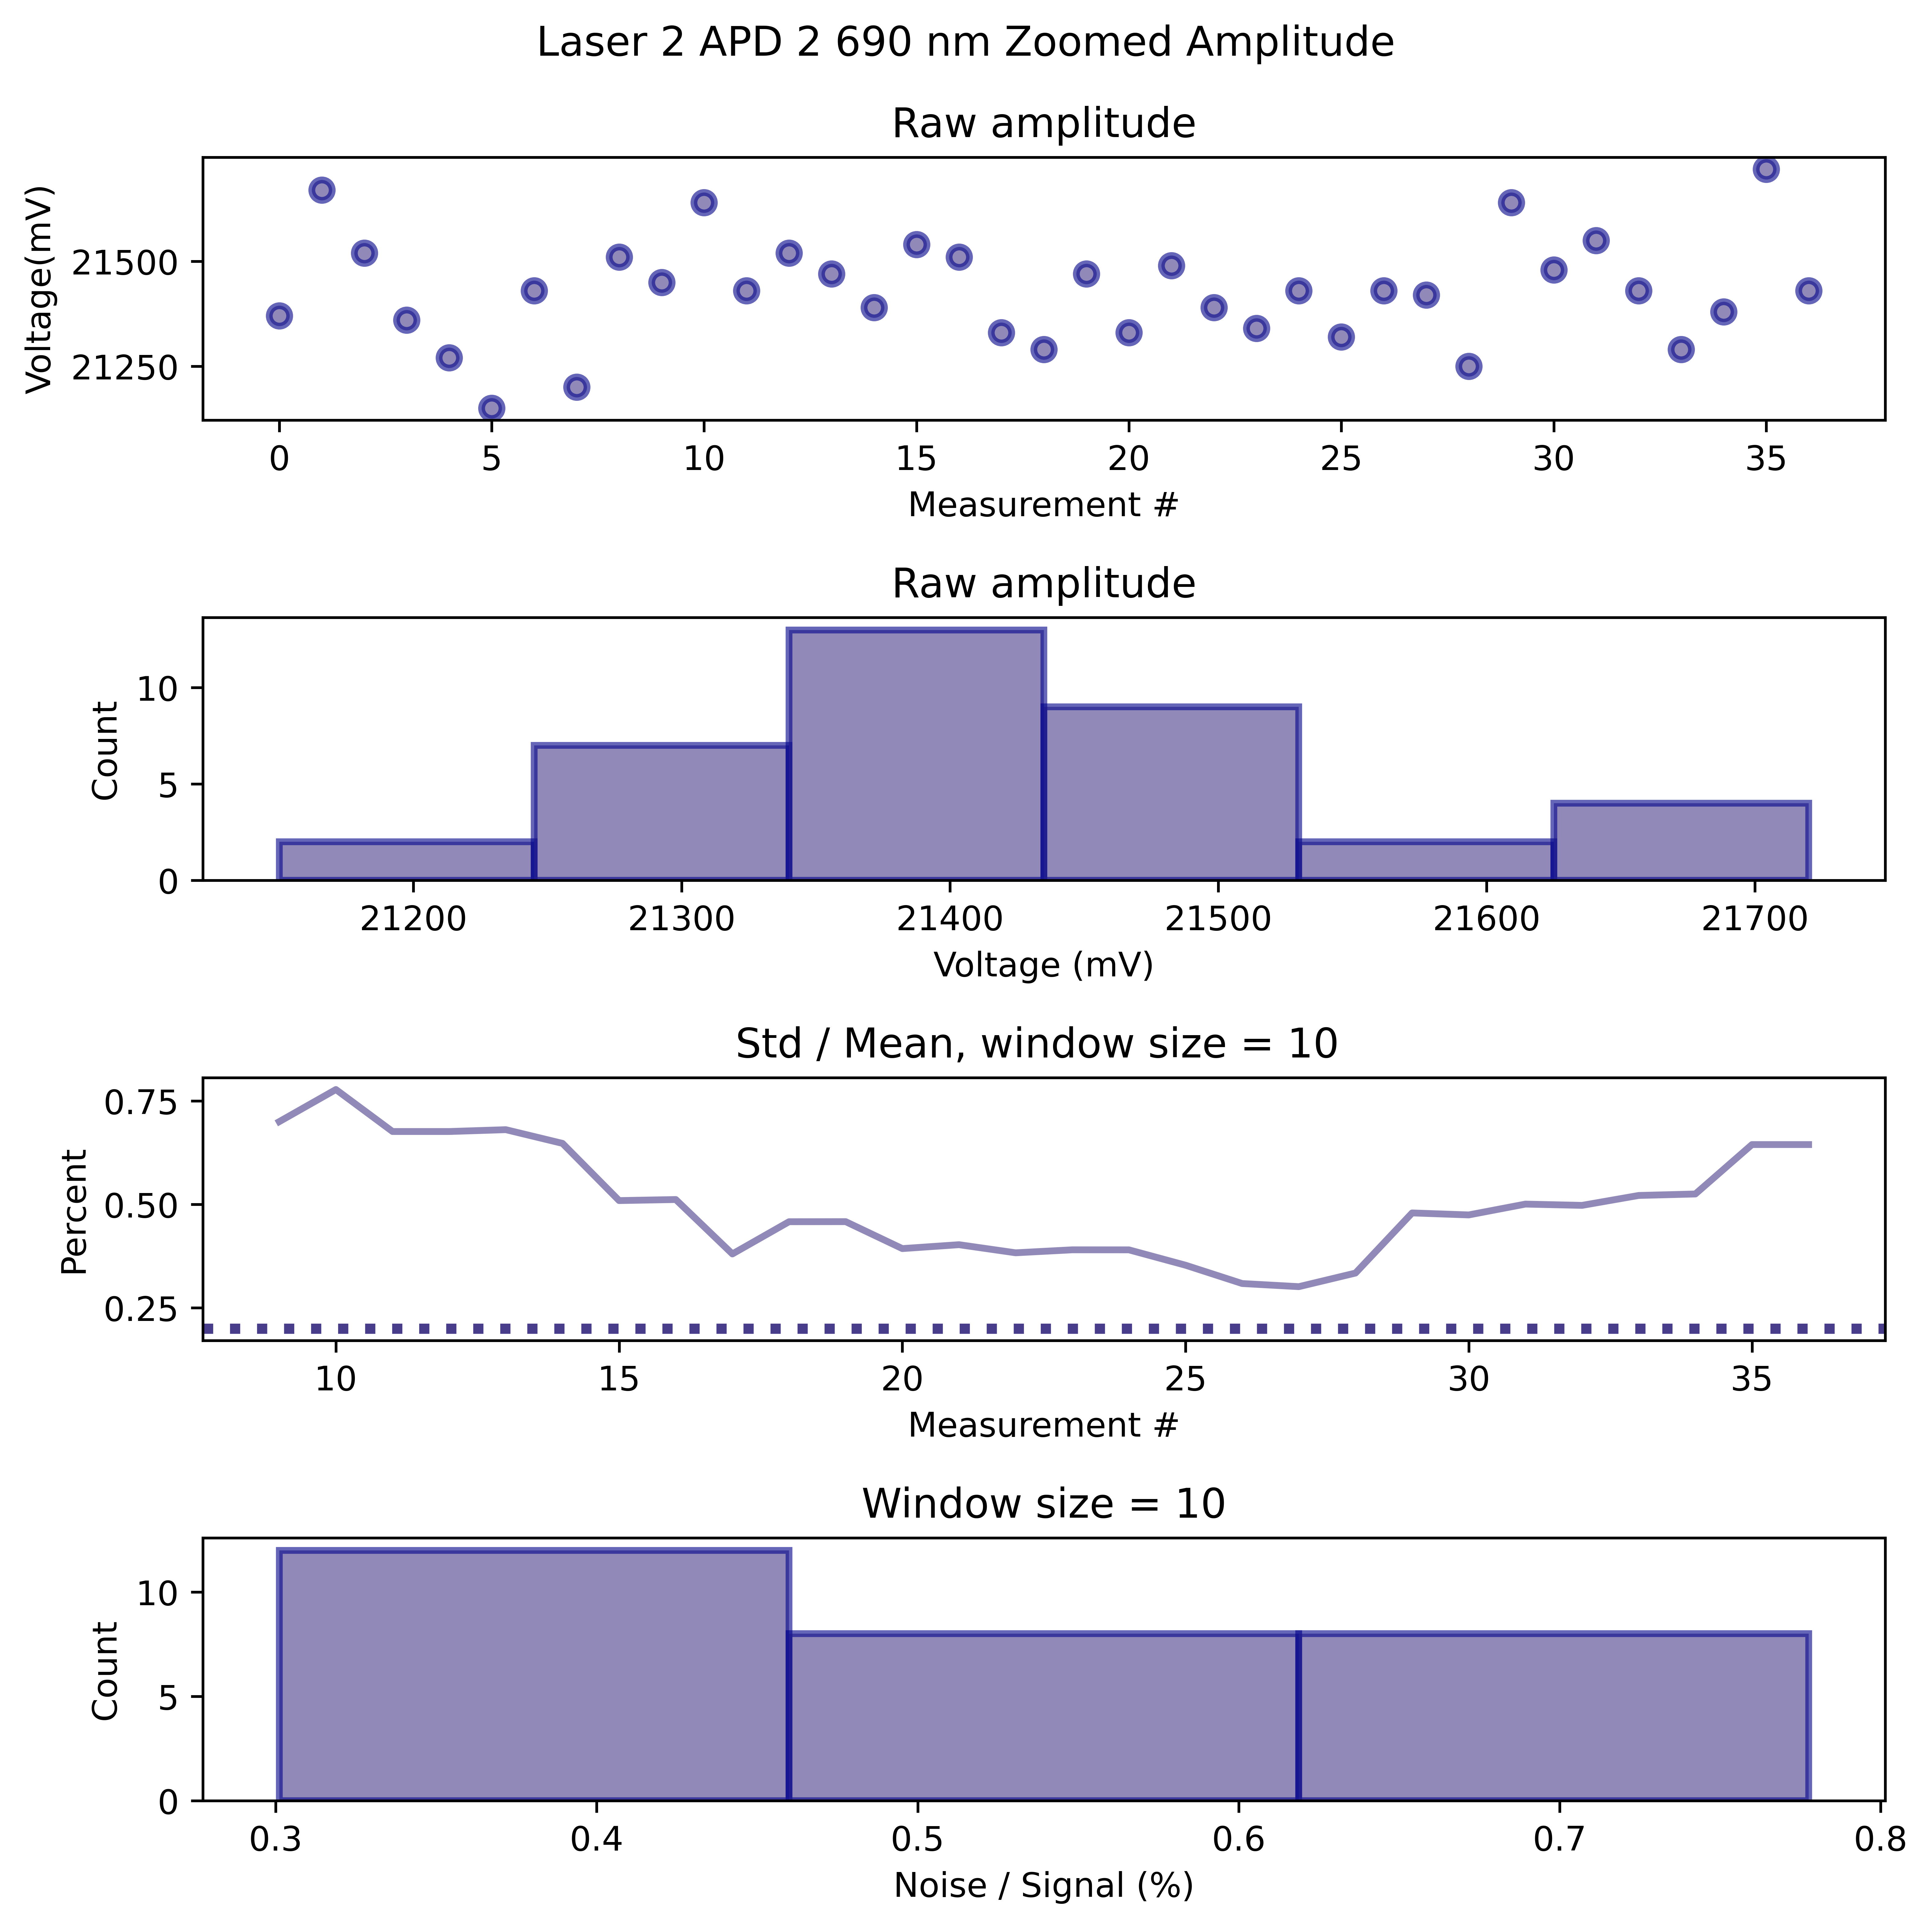 Laser 2 APD 2 690 nm Zoomed Amplitude
Raw amplitude
Voltage(mV)
21500
21250
0 5 10 15 20 25 30 35
Measurement #
Raw amplitude
Count
10
5
0
21200 21300 21400 21500 21600 21700
Voltage (mV)
Std / Mean, window size = 10
Percent
0.75
0.50
0.25
10 15 20 25 30 35
Measurement #
Window size = 10
Count
10
5
0
0.3 0.4 0.5 0.6 0.7 0.8
Noise / Signal (%)